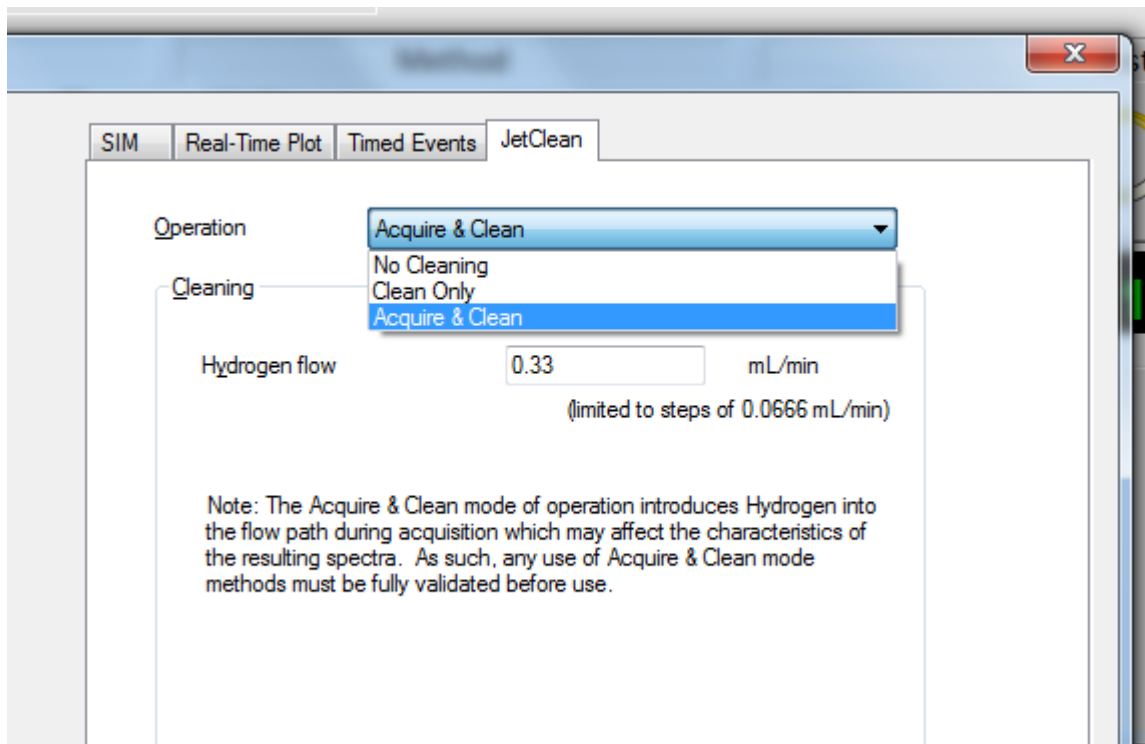 Method
SIM
Real-Time Plot
Timed Events
JetClean
Operation
Acquire & Clean
No Cleaning
Clean Only
Acquire & Clean
Cleaning
Hydrogen flow
0.33
mL/min
(limited to steps of 0.0666 mL/min)
Note: The Acquire & Clean mode of operation introduces Hydrogen into
the flow path during acquisition which may affect the characteristics of
the resulting spectra. As such, any use of Acquire & Clean mode
methods must be fully validated before use.